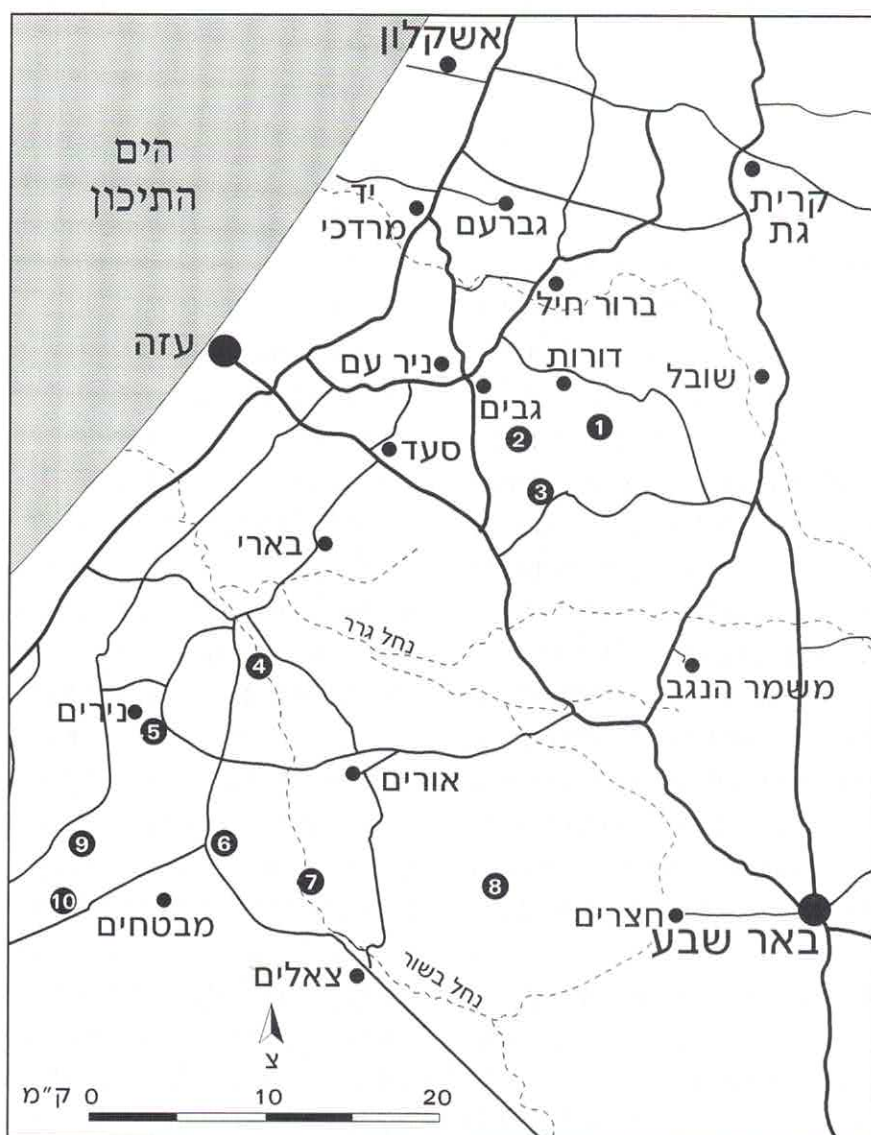 אשקלון
הים
התיכון
קרית
גת
יד
מרדכי
גברעם
ברור חיל
עזה
ניר עם
דורות
שובל
גבים
1
2
סעד
3
בארי
נחל גרר
4
משמר הנגב
נירים
5
אורים
9
6
7
8
10
מבטחים
חצרים
באר שבע
צאלים
נחל בשור
צ
ק"מ 0 10 20